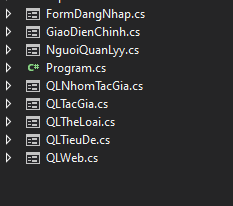 FormDangNhap.cs
GiaoDienChinh.cs
NguoiQuanLyy.cs
C# Program.cs
QLNhomTacGia.cs
QLTacGia.cs
QLTheLoai.cs
QLTieuDe.cs
QLWeb.cs